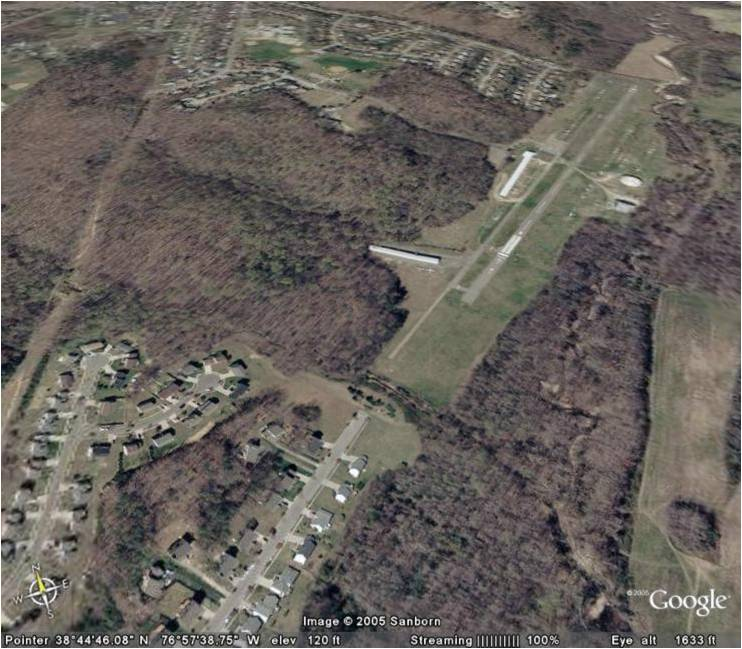 N
W
E
S
© 2005 Google
Image © 2005 Sanborn
Pointer 38°44'46.08" N 76°57'38.75" W elev 120 ft Streaming |||||||||| 100% Eye alt 1633 ft